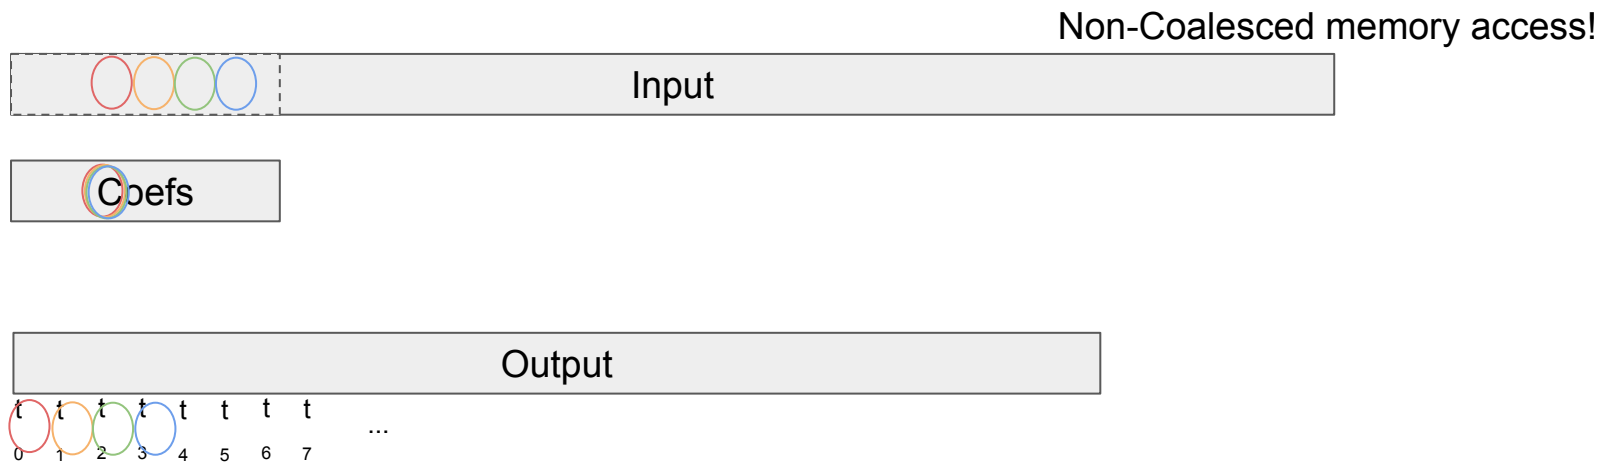 Non-Coalesced memory access!
Input
Coefs
Output
t t t t t t t t
...
0 1 2 3 4 5 6 7